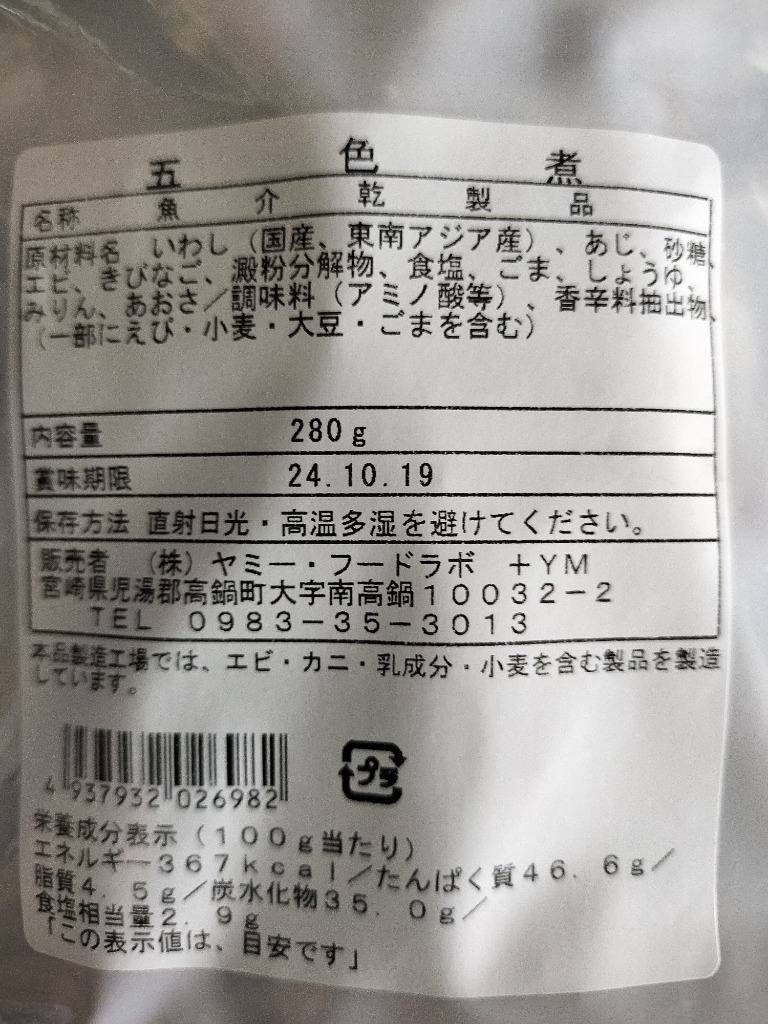 五色煮
名称 魚介乾製品
原材料名 いわし（国産、東南アジア産）、あじ、砂糖、
エビ、きびなご、澱粉分解物、食塩、ごま、しょうゆ、
みりん、あおさ／調味料（アミノ酸等）、香辛料抽出物、
（一部にえび・小麦・大豆・ごまを含む）
内容量 280g
賞味期限 24.10.19
保存方法 直射日光・高温多湿を避けてください。
販売者 （株）ヤミー・フードラボ ＋ＹＭ
宮崎県児湯郡高鍋町大字南高鍋１００３２－２
ＴＥＬ ０９８３－３５－３０１３
本品製造工場では、エビ・カニ・乳成分・小麦を含む製品を製造
しています。
プラ
4 937932 026982
栄養成分表示（１００ｇ当たり）
エネルギー３６７ｋｃａｌ／たんぱく質４６．６ｇ／
脂質４．５ｇ／炭水化物３５．０ｇ／
食塩相当量２．９ｇ
「この表示値は、目安です」